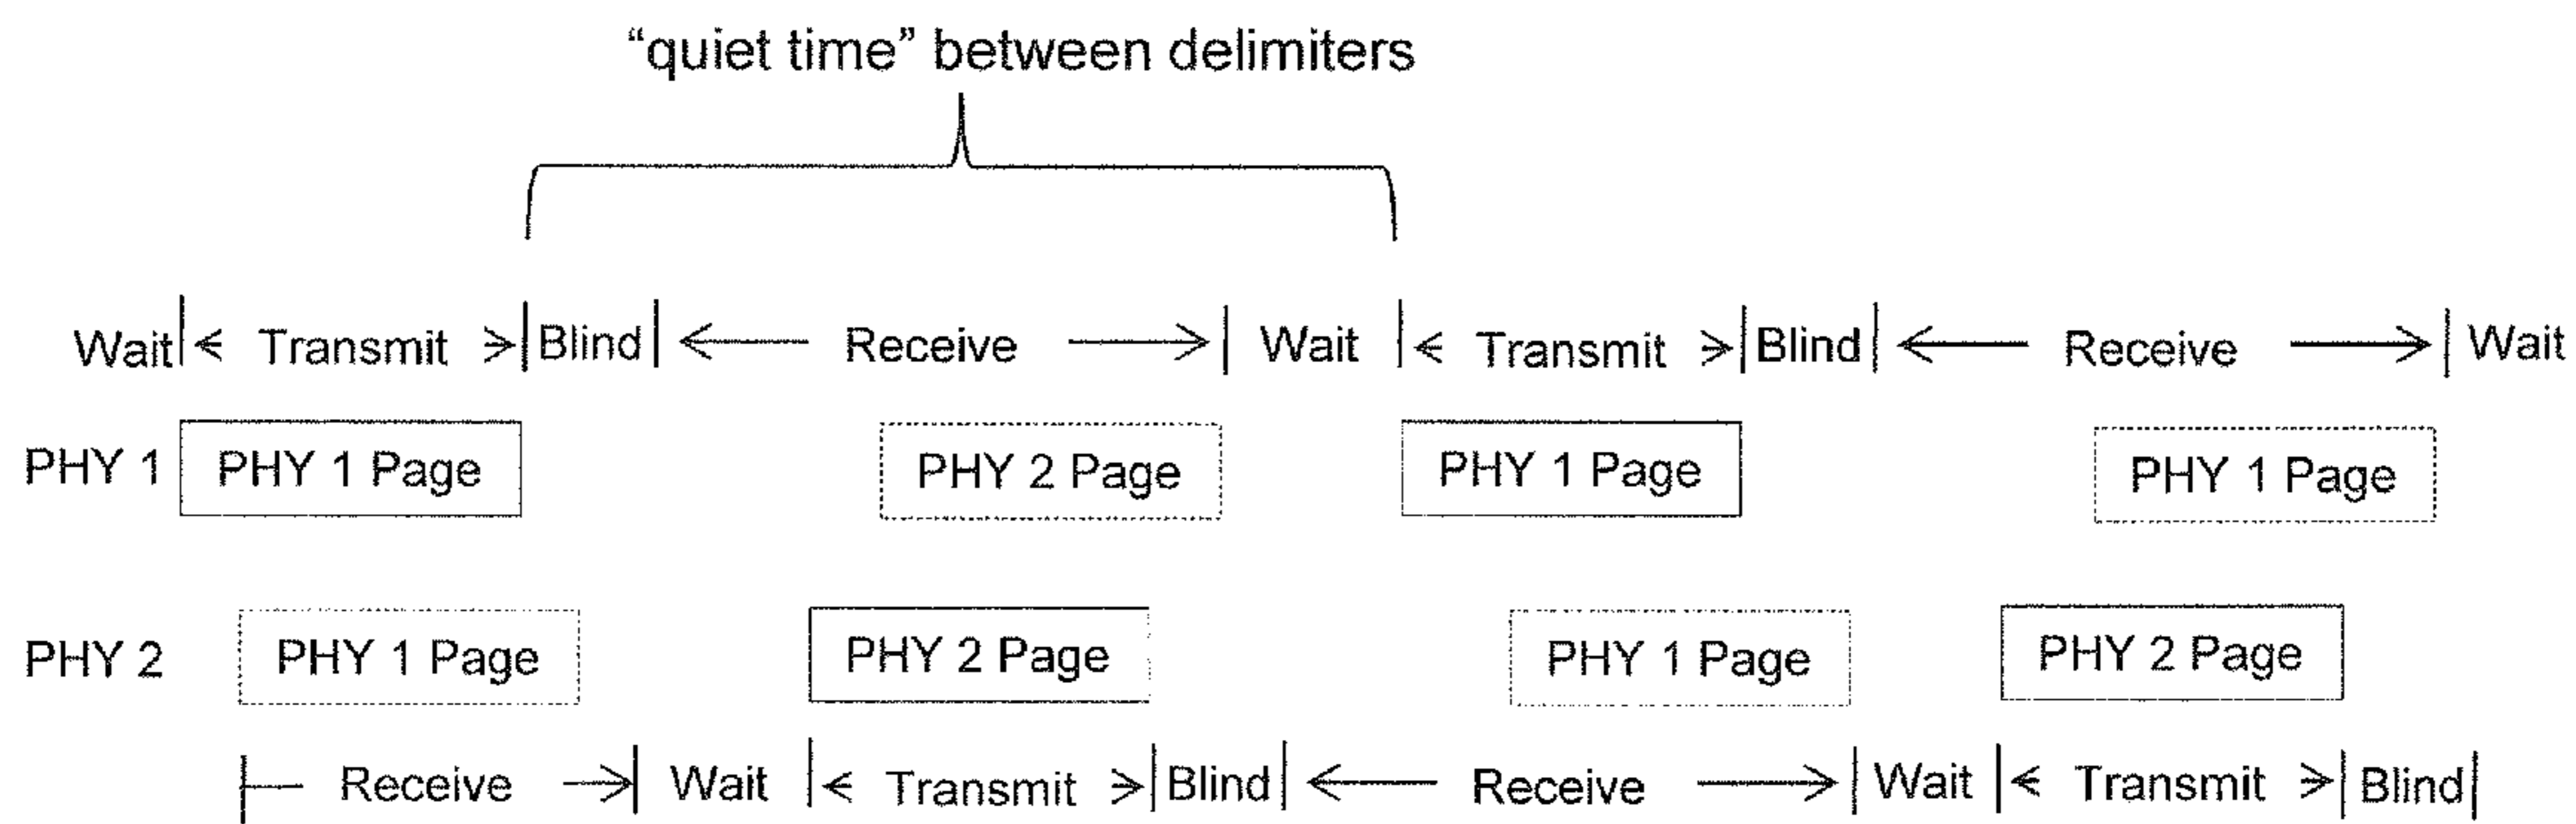 “quiet time” between delimiters
Wait Transmit Blind Receive Wait Transmit Blind Receive Wait
PHY 1 PHY 1 Page PHY 2 Page PHY 1 Page PHY 1 Page
PHY 2 PHY 1 Page PHY 2 Page PHY 1 Page PHY 2 Page
Receive Wait Transmit Blind Receive Wait Transmit Blind